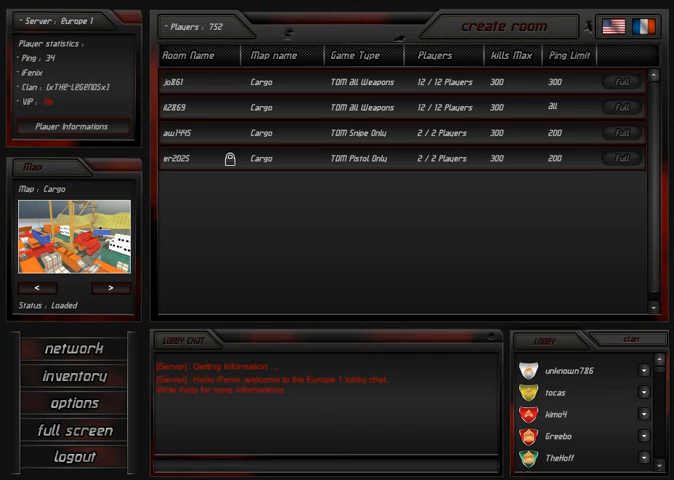 - Server : Europe 1
Player statistics :
- Ping : 34
- iFenix
- Clan : [xTHE-LEGENDSx]
- VIP : No
Player Informations
Map
Map : Cargo
<
>
Status : Loaded
network
inventory
options
full screen
logout
- Players : 752
create room
Room Name Map name Game Type Players kills Max Ping Limit
jo861 Cargo TDM all Weapons 12 / 12 Players 300 300 Full
il2869 Cargo TDM all Weapons 12 / 12 Players 300 all Full
aw1445 Cargo TDM Snipe Only 2 / 2 Players 300 200 Full
er2025 Cargo TDM Pistol Only 2 / 2 Players 300 200 Full
LOBBY CHAT
[Server] : Getting information ...
[Server] : Hello iFenix ,welcome to the Europe 1 lobby chat.
Write /help for more informations
LOBBY
clan
unknown786
tocas
kimo4
Greebo
TheHoff